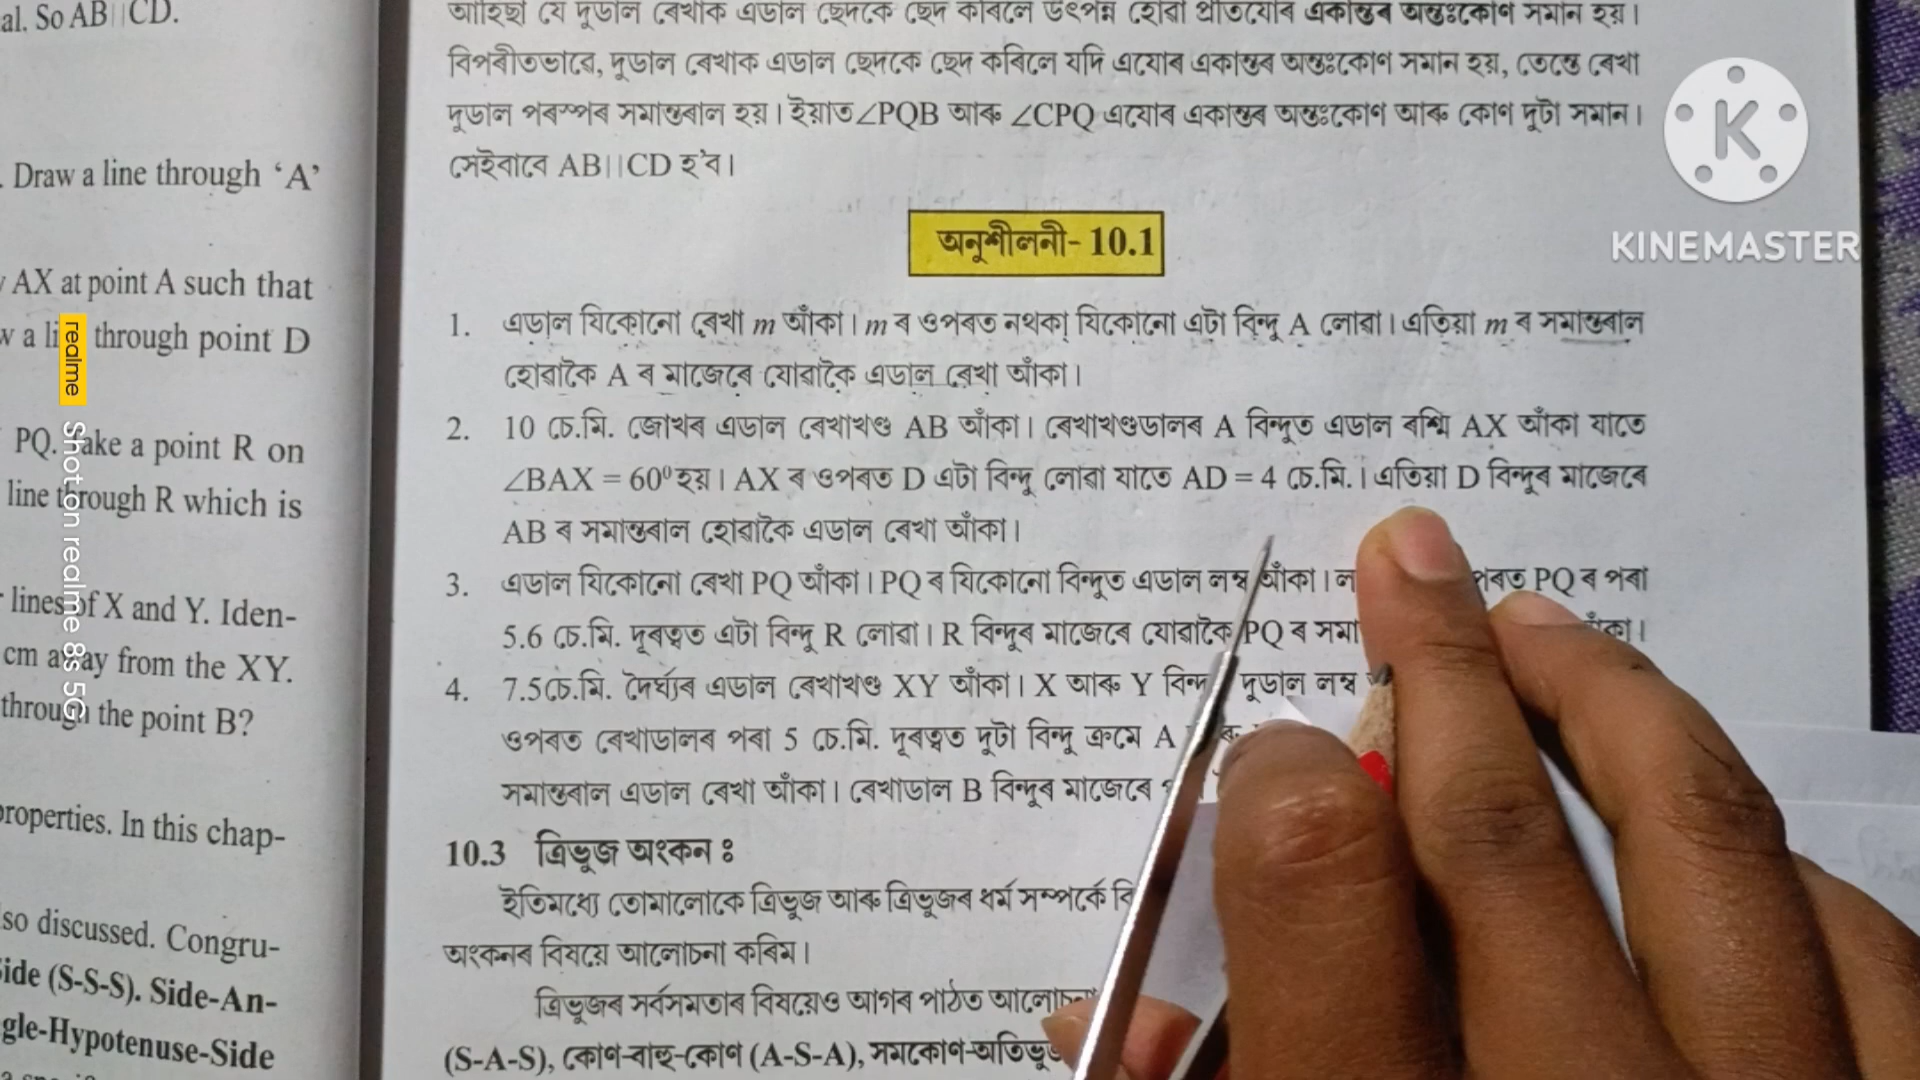 al. So AB||CD.
. Draw a line through ‘A’
AX at point A such that
through point D
PQ. Take a point R on
line through R which is
lines of X and Y. Iden-
cm away from the XY.
through the point B?
properties. In this chap-
so discussed. Congru-
Side (S-S-S). Side-An-
gle-Hypotenuse-Side
আহিছা যে দুডাল ৰেখাক এডাল ছেদকে ছেদ কৰিলে উৎপন্ন হোৱা প্ৰতিযোৰ একান্তৰ অন্তঃকোণ সমান হয়।
বিপৰীতভাৱে, দুডাল ৰেখাক এডাল ছেদকে ছেদ কৰিলে যদি এযোৰ একান্তৰ অন্তঃকোণ সমান হয়, তেন্তে ৰেখা
দুডাল পৰস্পৰ সমান্তৰাল হয়। ইয়াত ∠PQB আৰু ∠CPQ এযোৰ একান্তৰ অন্তঃকোণ আৰু কোণ দুটা সমান।
সেইবাবে AB||CD হ’ব।
অনুশীলনী- 10.1
1. এডাল যিকোনো ৰেখা m আঁকা। m ৰ ওপৰত নথকা যিকোনো এটা বিন্দু A লোৱা। এতিয়া m ৰ সমান্তৰাল
হোৱাকৈ A ৰ মাজেৰে যোৱাকৈ এডাল ৰেখা আঁকা।
2. 10 চে.মি. জোখৰ এডাল ৰেখাখণ্ড AB আঁকা। ৰেখাখণ্ডডালৰ A বিন্দুত এডাল ৰশ্মি AX আঁকা যাতে
∠BAX = 60⁰ হয়। AX ৰ ওপৰত D এটা বিন্দু লোৱা যাতে AD = 4 চে.মি.। এতিয়া D বিন্দুৰ মাজেৰে
AB ৰ সমান্তৰাল হোৱাকৈ এডাল ৰেখা আঁকা।
3. এডাল যিকোনো ৰেখা PQ আঁকা। PQ ৰ যিকোনো বিন্দুত এডাল লম্ব আঁকা। PQ ৰ পৰা
5.6 চে.মি. দূৰত্বত এটা বিন্দু R লোৱা। R বিন্দুৰ মাজেৰে যোৱাকৈ PQ ৰ আঁকা।
4. 7.5চে.মি. দৈৰ্ঘ্যৰ এডাল ৰেখাখণ্ড XY আঁকা। X আৰু Y দুডাল লম্ব
ওপৰত ৰেখাডালৰ পৰা 5 চে.মি. দূৰত্বত দুটা বিন্দু ক্ৰমে A
সমান্তৰাল এডাল ৰেখা আঁকা। ৰেখাডাল B বিন্দুৰ মাজেৰে
10.3 ত্ৰিভুজ অংকন ঃ
ইতিমধ্যে তোমালোকে ত্ৰিভুজ আৰু ত্ৰিভুজৰ ধৰ্ম সম্পৰ্কে
অংকনৰ বিষয়ে আলোচনা কৰিম।
ত্ৰিভুজৰ সৰ্বসমতাৰ বিষয়েও আগৰ পাঠত আলোচনা
(S-A-S), কোণ-বাহু-কোণ (A-S-A), সমকোণ-অতিভুজ
K
KINEMASTER
realme Shot on realme 8s 5G